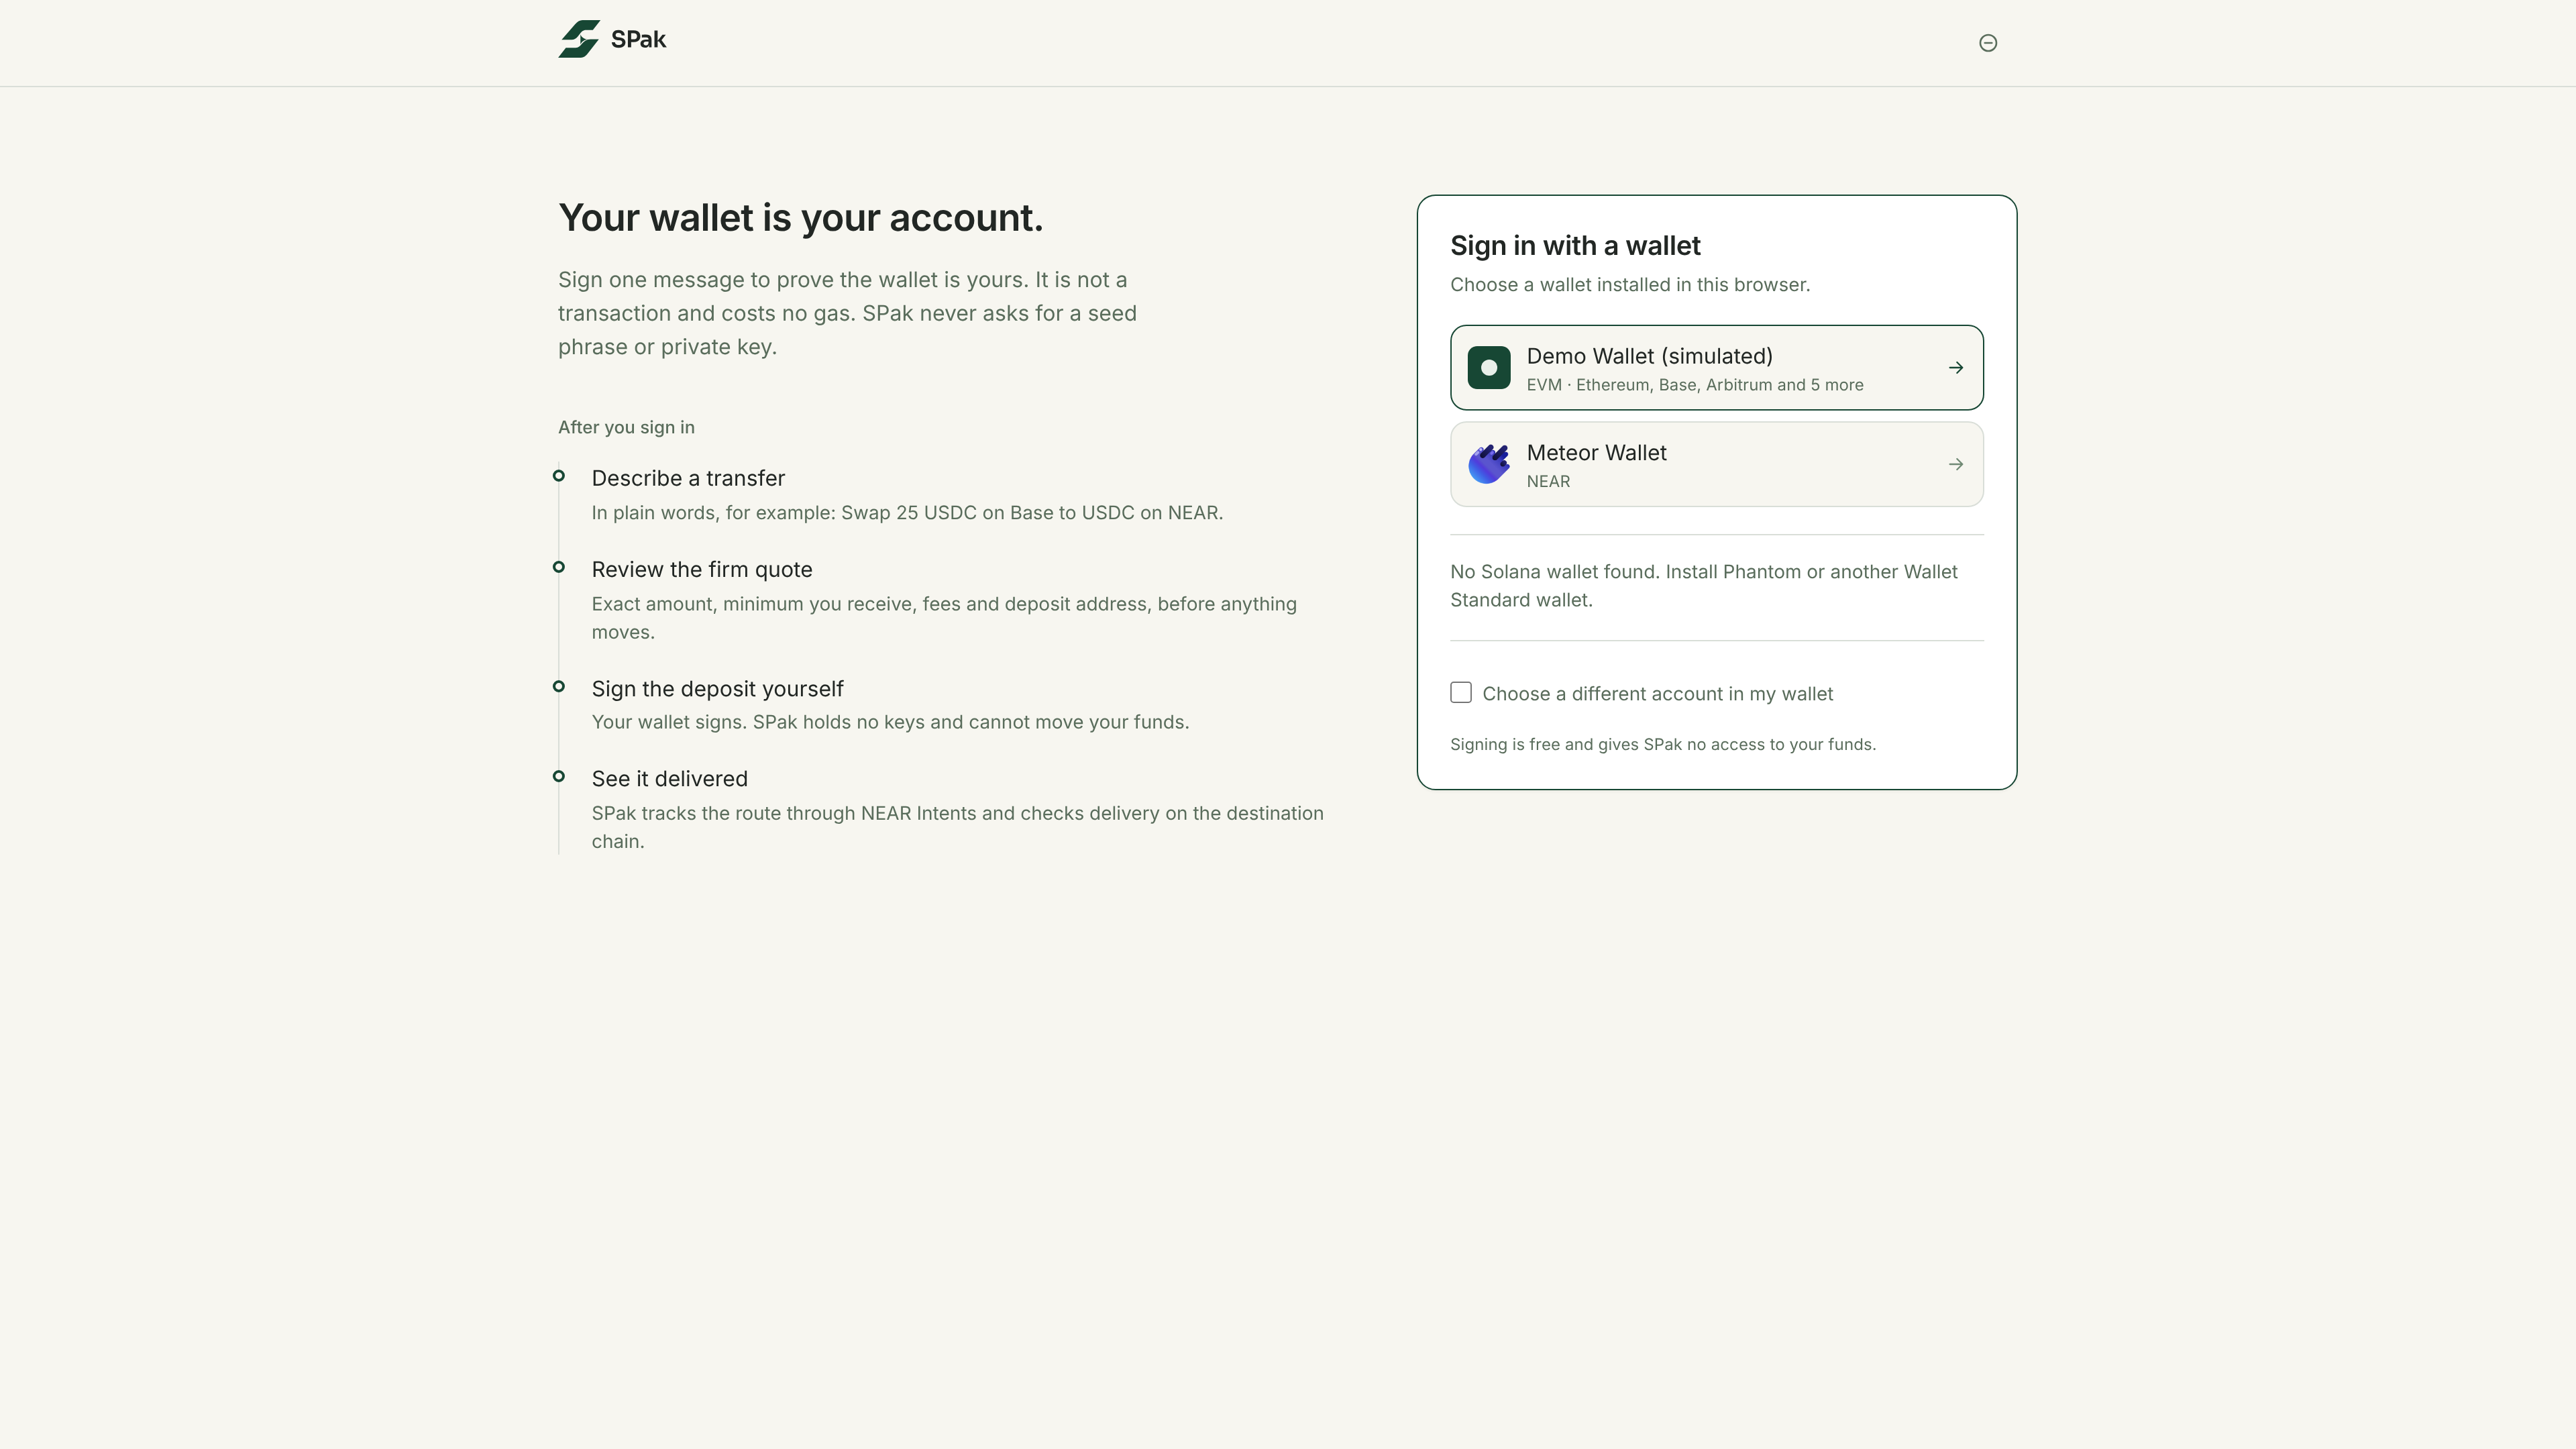 SPak
Your wallet is your account.
Sign one message to prove the wallet is yours. It is not a
transaction and costs no gas. SPak never asks for a seed
phrase or private key.
After you sign in
Describe a transfer
In plain words, for example: Swap 25 USDC on Base to USDC on NEAR.
Review the firm quote
Exact amount, minimum you receive, fees and deposit address, before anything
moves.
Sign the deposit yourself
Your wallet signs. SPak holds no keys and cannot move your funds.
See it delivered
SPak tracks the route through NEAR Intents and checks delivery on the destination
chain.
Sign in with a wallet
Choose a wallet installed in this browser.
Demo Wallet (simulated)
EVM · Ethereum, Base, Arbitrum and 5 more
Meteor Wallet
NEAR
No Solana wallet found. Install Phantom or another Wallet
Standard wallet.
Choose a different account in my wallet
Signing is free and gives SPak no access to your funds.